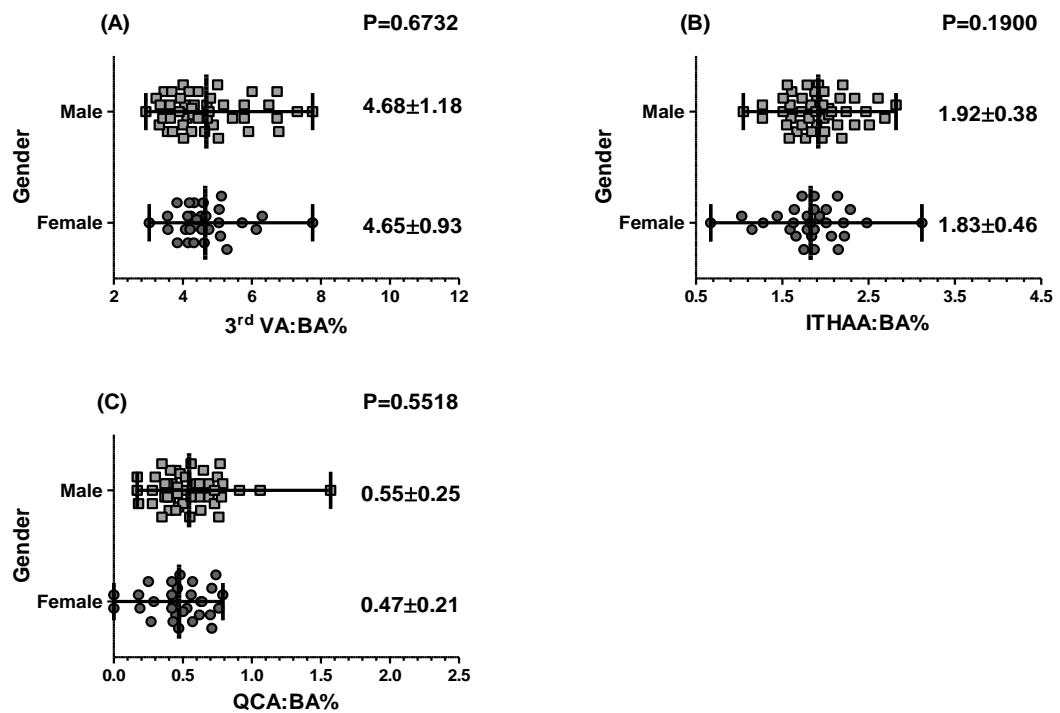 (A) P=0.6732
Male 4.68±1.18
Gender
Female 4.65±0.93
2 4 6 8 10 12
3rd VA:BA%
(B) P=0.1900
Male 1.92±0.38
Gender
Female 1.83±0.46
0.5 1.5 2.5 3.5 4.5
ITHAA:BA%
(C) P=0.5518
Male 0.55±0.25
Gender
Female 0.47±0.21
0.0 0.5 1.0 1.5 2.0 2.5
QCA:BA%